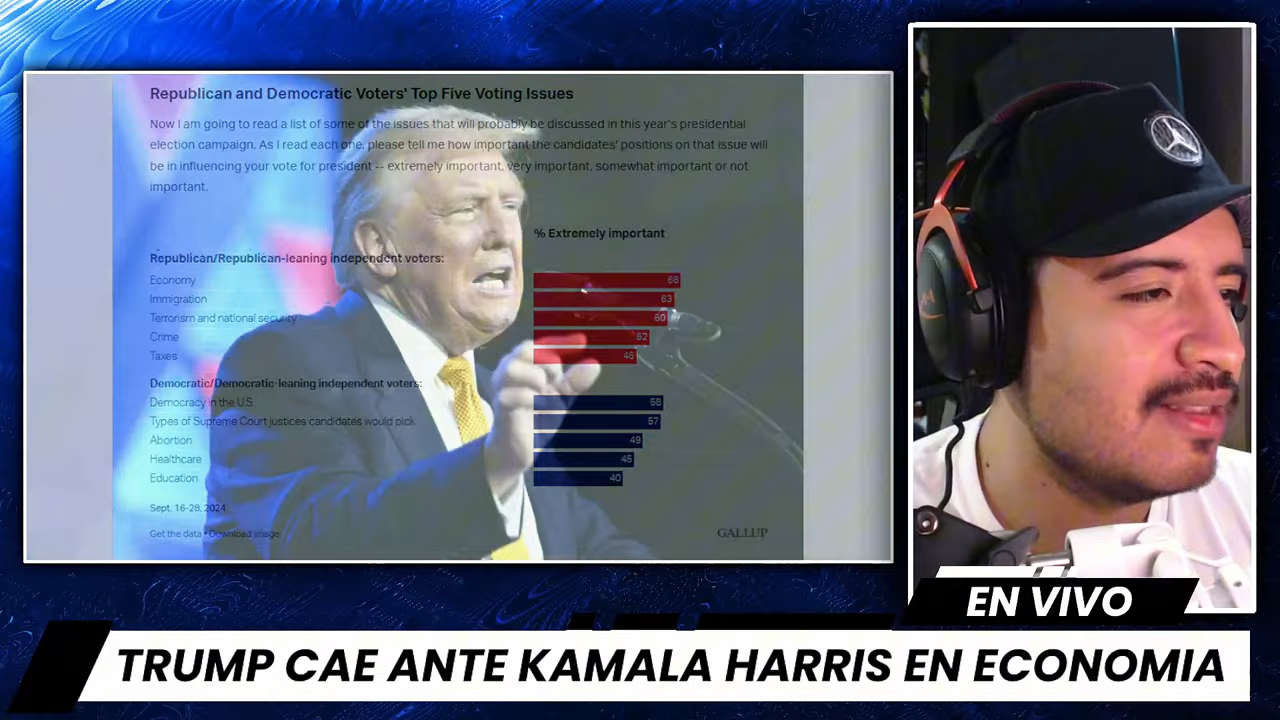 Republican and Democratic Voters' Top Five Voting Issues
Now I am going to read a list of some of the issues that will probably be discussed in this year's presidential
election campaign. As I read each one, please tell me how important the candidates' positions on that issue will
be in influencing your vote for president -- extremely important, very important, somewhat important or not
important.
% Extremely important
Republican/Republican-leaning independent voters:
Economy 66
Immigration 63
Terrorism and national security 60
Crime 52
Taxes 46
Democratic/Democratic-leaning independent voters:
Democracy in the U.S. 58
Types of Supreme Court justices candidates would pick 57
Abortion 49
Healthcare 45
Education 40
Sept. 16-28, 2024
Get the data • Download image
GALLUP
EN VIVO
TRUMP CAE ANTE KAMALA HARRIS EN ECONOMIA